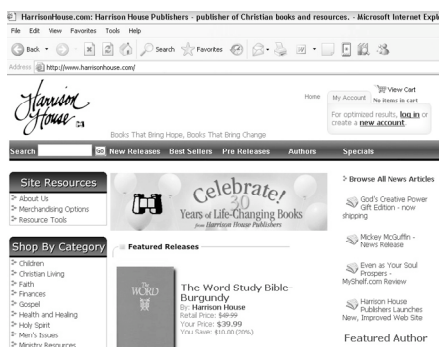 HarrisonHouse.com: Harrison House Publishers - publisher of Christian books and resources. - Microsoft Internet Expl
File Edit View Favorites Tools Help
Back Search Favorites
Address http://www.harrisonhouse.com/
Harrison House
Books That Bring Hope, Books That Bring Change
Home My Account View Cart
No items in cart
For optimized results, log in or
create a new account.
Search GO New Releases Best Sellers Pre Releases Authors Specials
Site Resources
About Us
Merchandising Options
Resource Tools
Shop By Category
Children
Christian Living
Faith
Finances
Gospel
Health and Healing
Holy Spirit
Men's Issues
Ministry Resources
Celebrate!
30
Years of Life-Changing Books
from Harrison House Publishers
Featured Releases
The WORD
The Word Study Bible-
Burgundy
By: Harrison House
Retail Price: $49.99
Your Price: $39.99
You Save: $10.00 (20%)
Browse All News Articles
God's Creative Power
Gift Edition - now
shipping
Mickey McGuffin -
News Release
Even as Your Soul
Prospers -
MyShelf.com Review
Harrison House
Publishers Launches
New, Improved Web Site
Featured Author